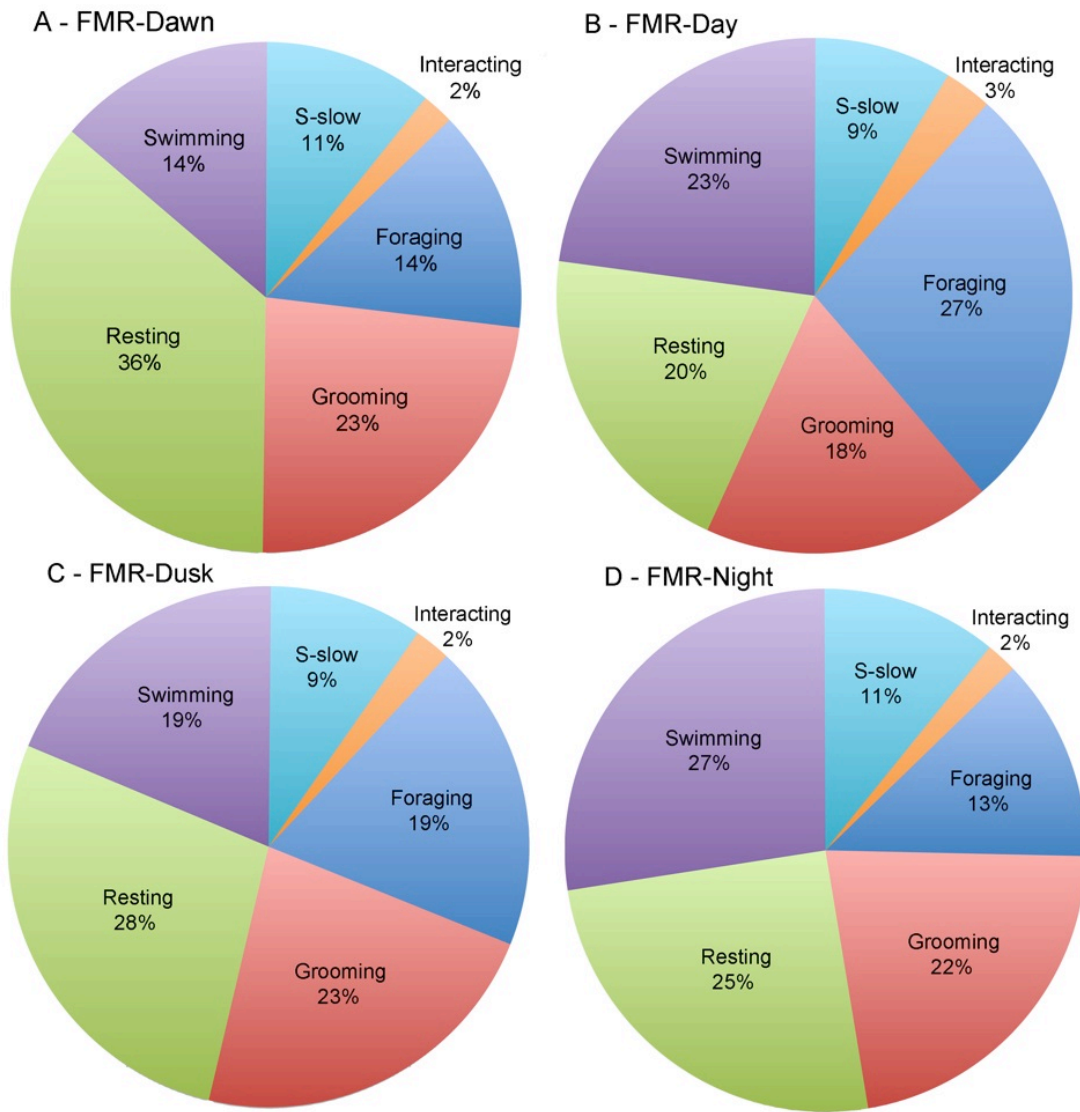 A - FMR-Dawn
S-slow
11%
Interacting
2%
Foraging
14%
Grooming
23%
Resting
36%
Swimming
14%
B - FMR-Day
S-slow
9%
Interacting
3%
Foraging
27%
Grooming
18%
Resting
20%
Swimming
23%
C - FMR-Dusk
S-slow
9%
Interacting
2%
Foraging
19%
Grooming
23%
Resting
28%
Swimming
19%
D - FMR-Night
S-slow
11%
Interacting
2%
Foraging
13%
Grooming
22%
Resting
25%
Swimming
27%